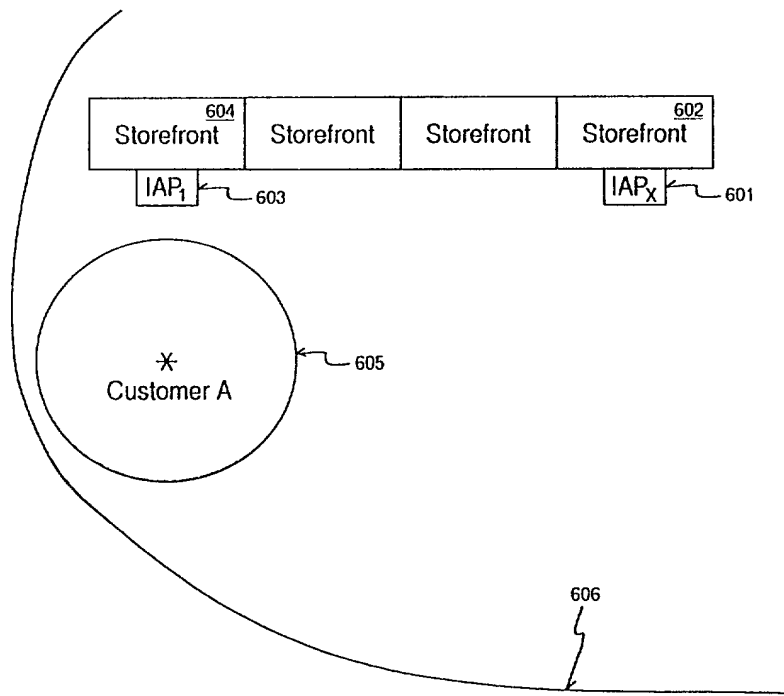 604
602
Storefront Storefront Storefront Storefront
IAP1 603
IAPX 601
605
Customer A
606